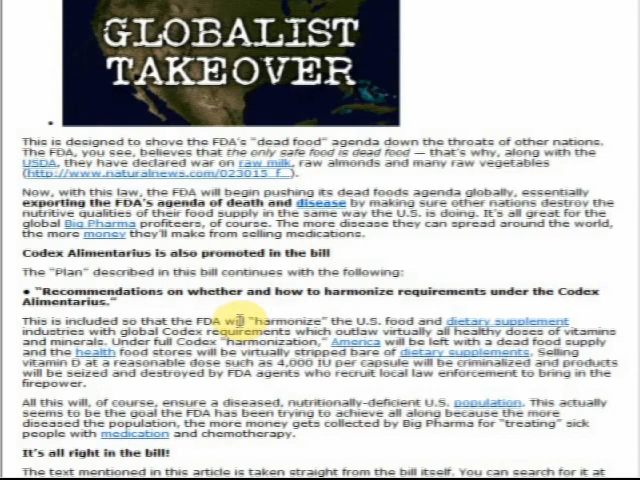 GLOBALIST
TAKEOVER
This is designed to shove the FDA's "dead food" agenda down the throats of other nations.
The FDA, you see, believes that the only safe food is dead food — that's why, along with the
USDA, they have declared war on raw milk, raw almonds and many raw vegetables
(http://www.naturalnews.com/023015_f_).
Now, with this law, the FDA will begin pushing its dead foods agenda globally, essentially
exporting the FDA's agenda of death and disease by making sure other nations destroy the
nutritive qualities of their food supply in the same way the U.S. is doing. It's all great for the
global Big Pharma profiteers, of course. The more disease they can spread around the world,
the more money they'll make from selling medications.
Codex Alimentarius is also promoted in the bill
The "Plan" described in this bill continues with the following:
● "Recommendations on whether and how to harmonize requirements under the Codex
Alimentarius."
This is included so that the FDA will "harmonize" the U.S. food and dietary supplement
industries with global Codex requirements which outlaw virtually all healthy doses of vitamins
and minerals. Under full Codex "harmonization," America will be left with a dead food supply
and the health food stores will be virtually stripped bare of dietary supplements. Selling
vitamin D at a reasonable dose such as 4,000 IU per capsule will be criminalized and products
will be seized and destroyed by FDA agents who recruit local law enforcement to bring in the
firepower.
All this will, of course, ensure a diseased, nutritionally-deficient U.S. population. This actually
seems to be the goal the FDA has been trying to achieve all along because the more
diseased the population, the more money gets collected by Big Pharma for "treating" sick
people with medication and chemotherapy.
It's all right in the bill!
The text mentioned in this article is taken straight from the bill itself. You can search for it at